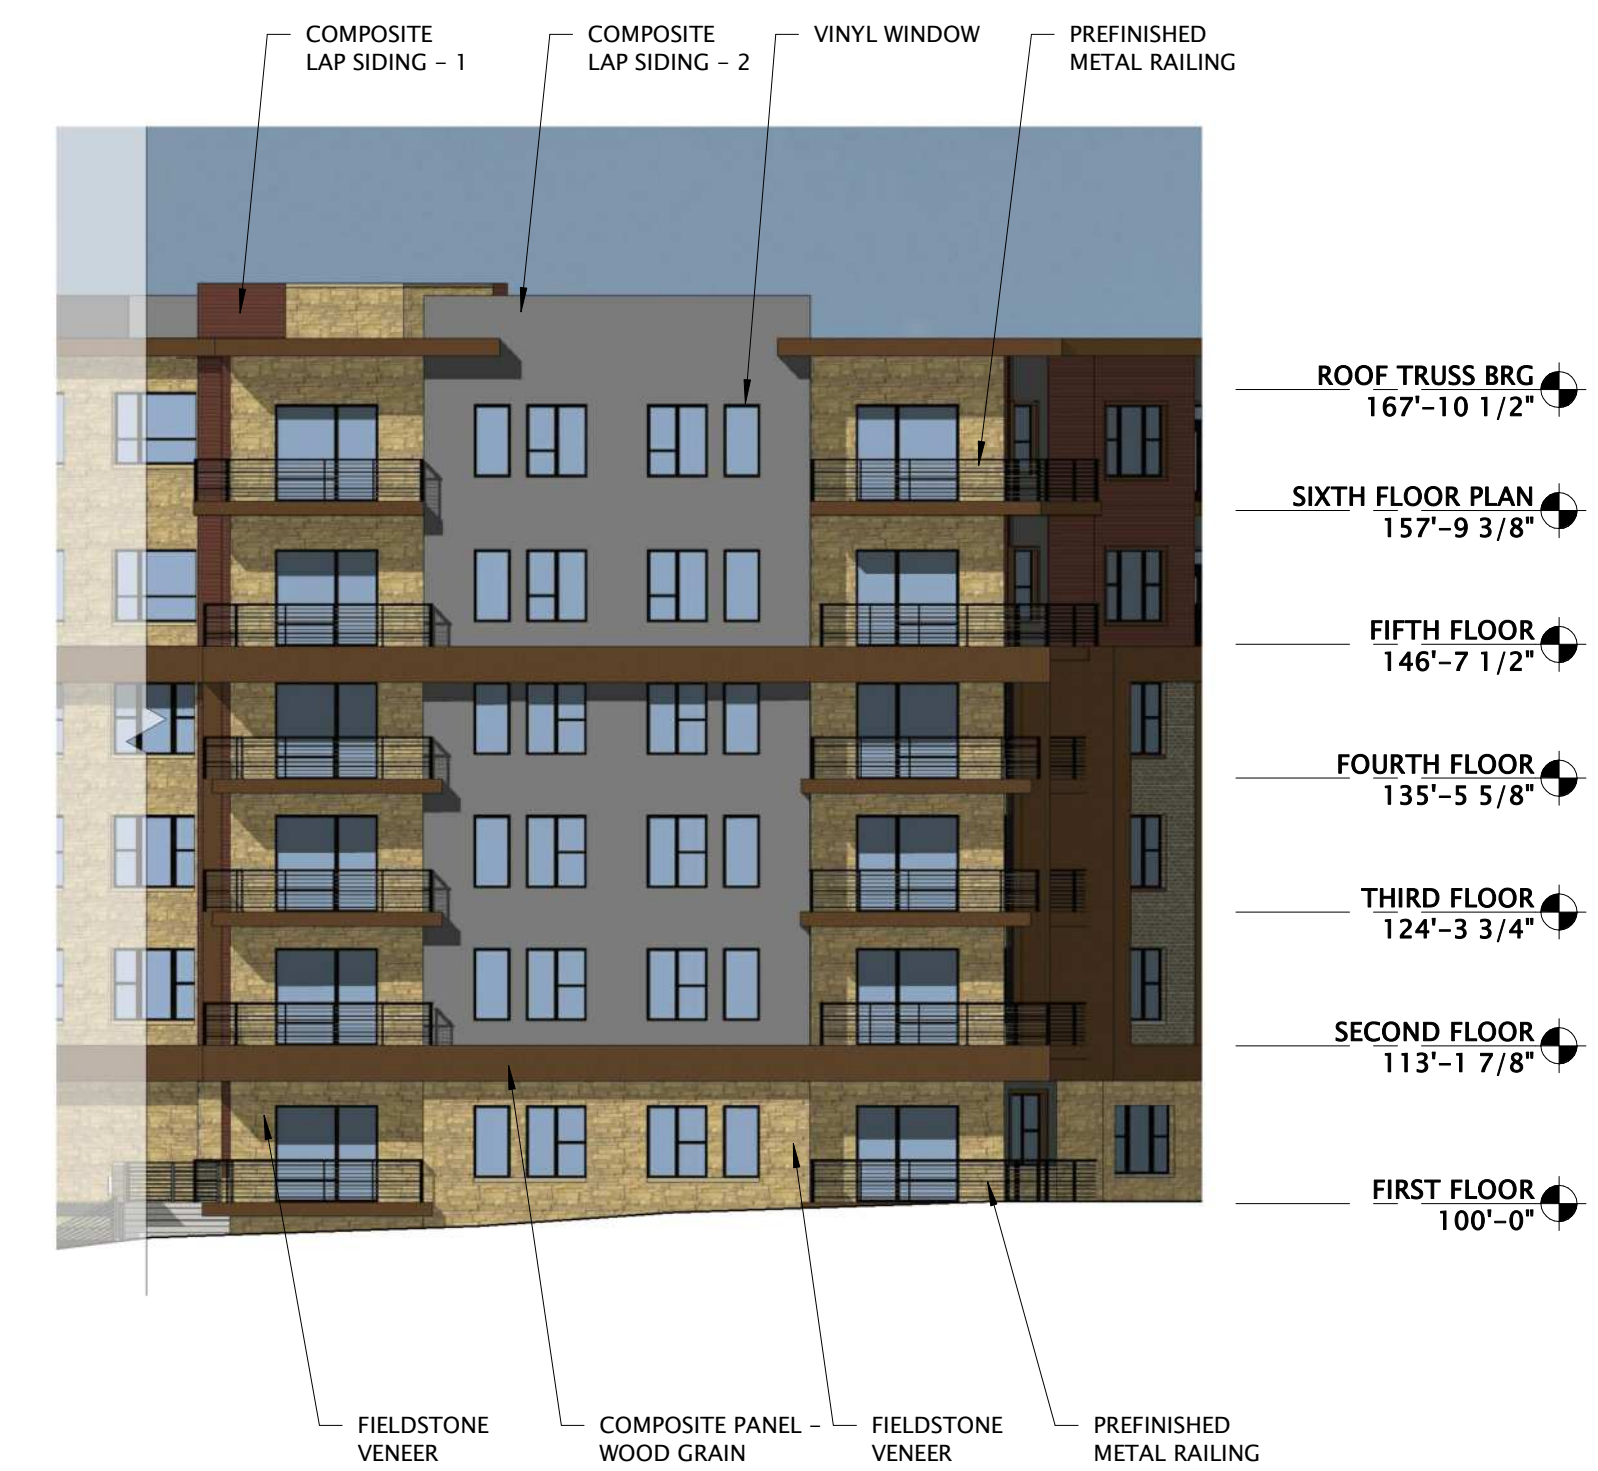 COMPOSITE
LAP SIDING – 1
COMPOSITE
LAP SIDING – 2
VINYL WINDOW
PREFINISHED
METAL RAILING
ROOF TRUSS BRG
167'–10 1/2"
SIXTH FLOOR PLAN
157'–9 3/8"
FIFTH FLOOR
146'–7 1/2"
FOURTH FLOOR
135'–5 5/8"
THIRD FLOOR
124'–3 3/4"
SECOND FLOOR
113'–1 7/8"
FIRST FLOOR
100'–0"
FIELDSTONE
VENEER
COMPOSITE PANEL –
WOOD GRAIN
FIELDSTONE
VENEER
PREFINISHED
METAL RAILING